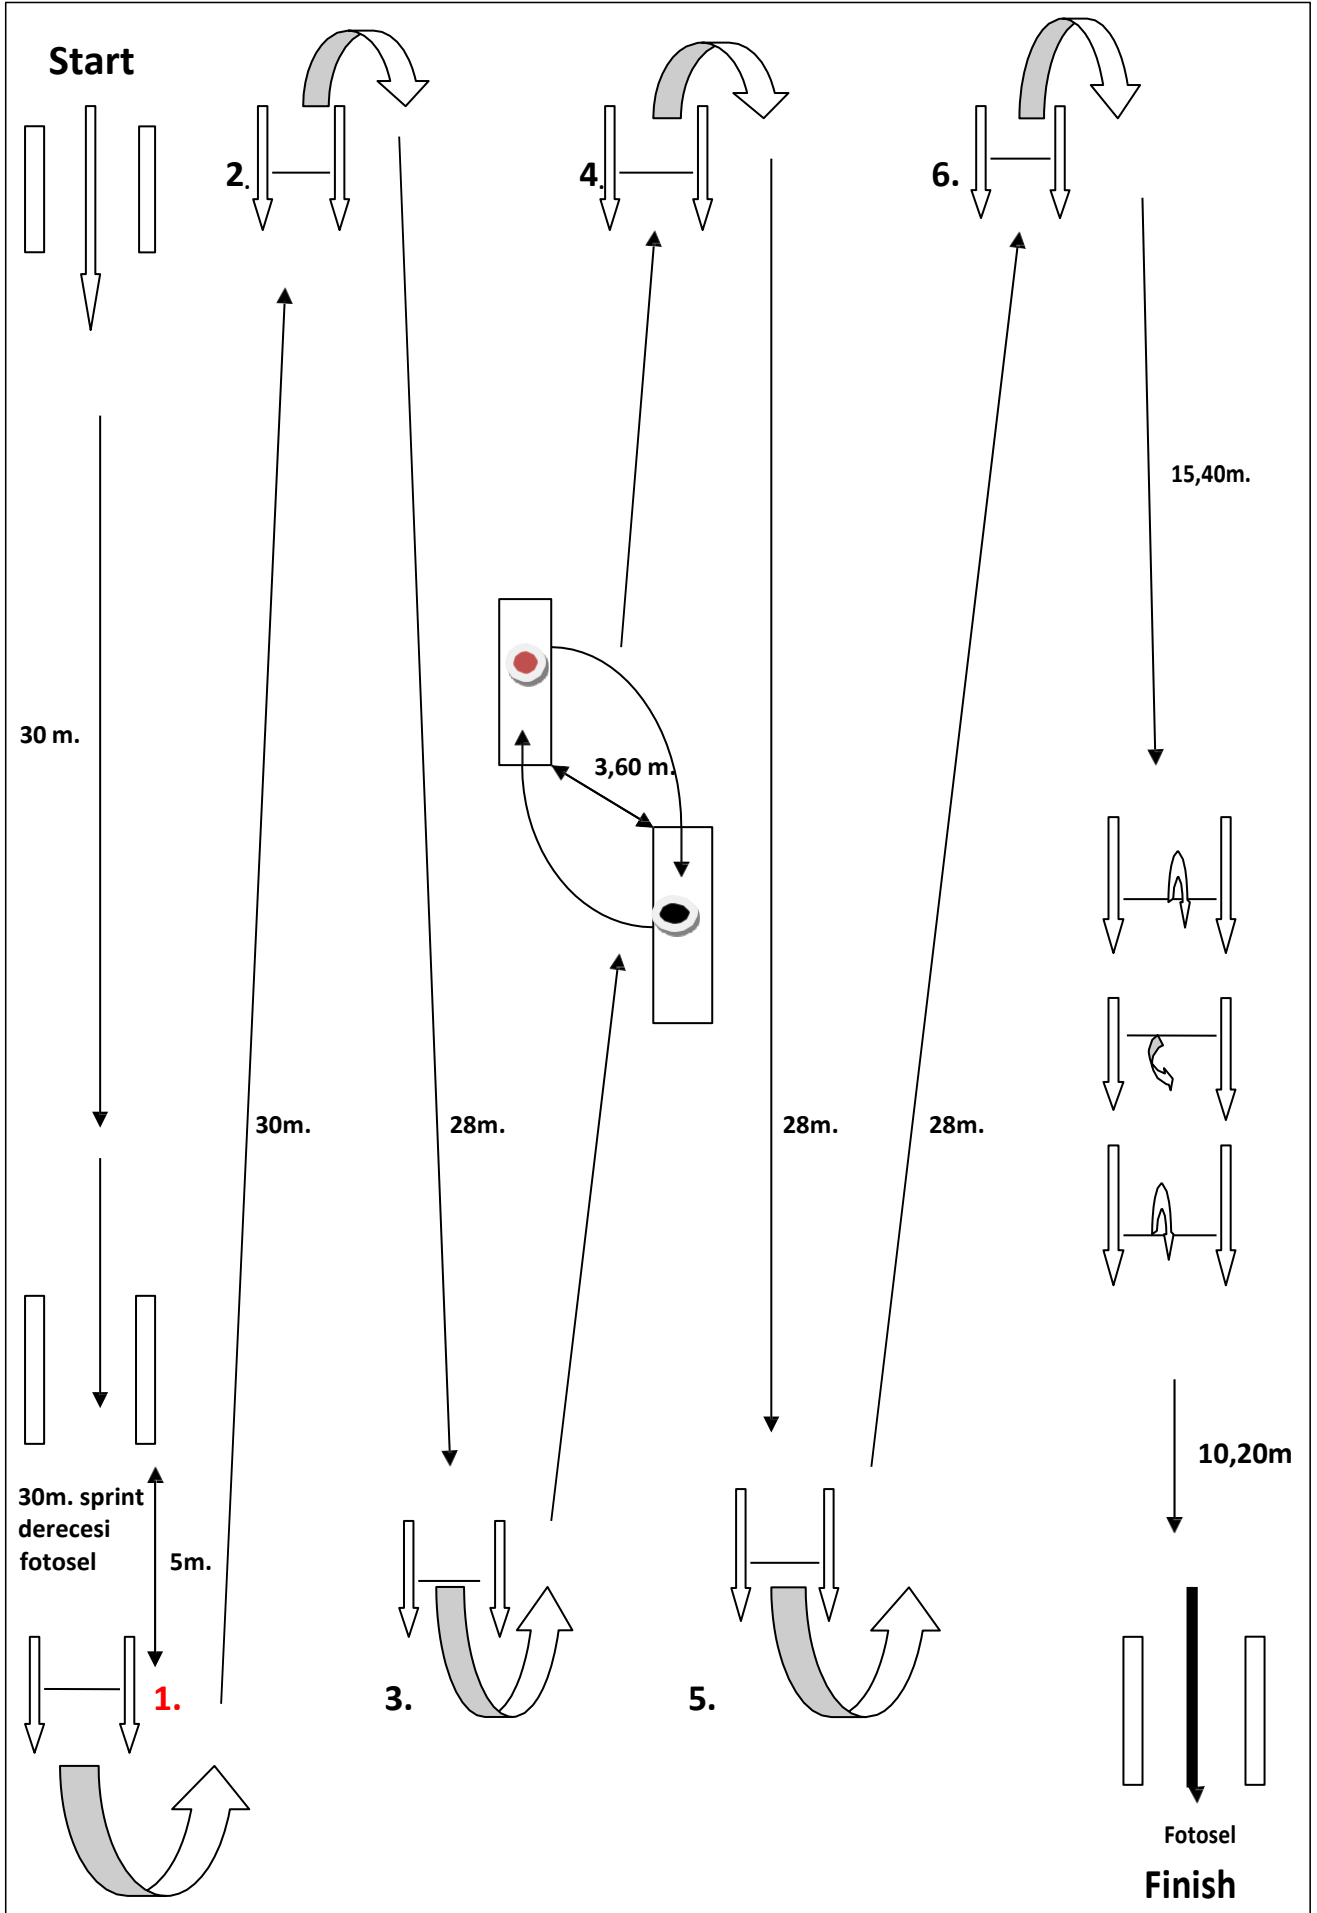 Start
2.
4.
6.
15,40m.
30 m.
3,60 m.
30m.
28m.
28m.
28m.
10,20m
30m. sprint
derecesi
fotosel
5m.
1.
3.
5.
Fotosel
Finish